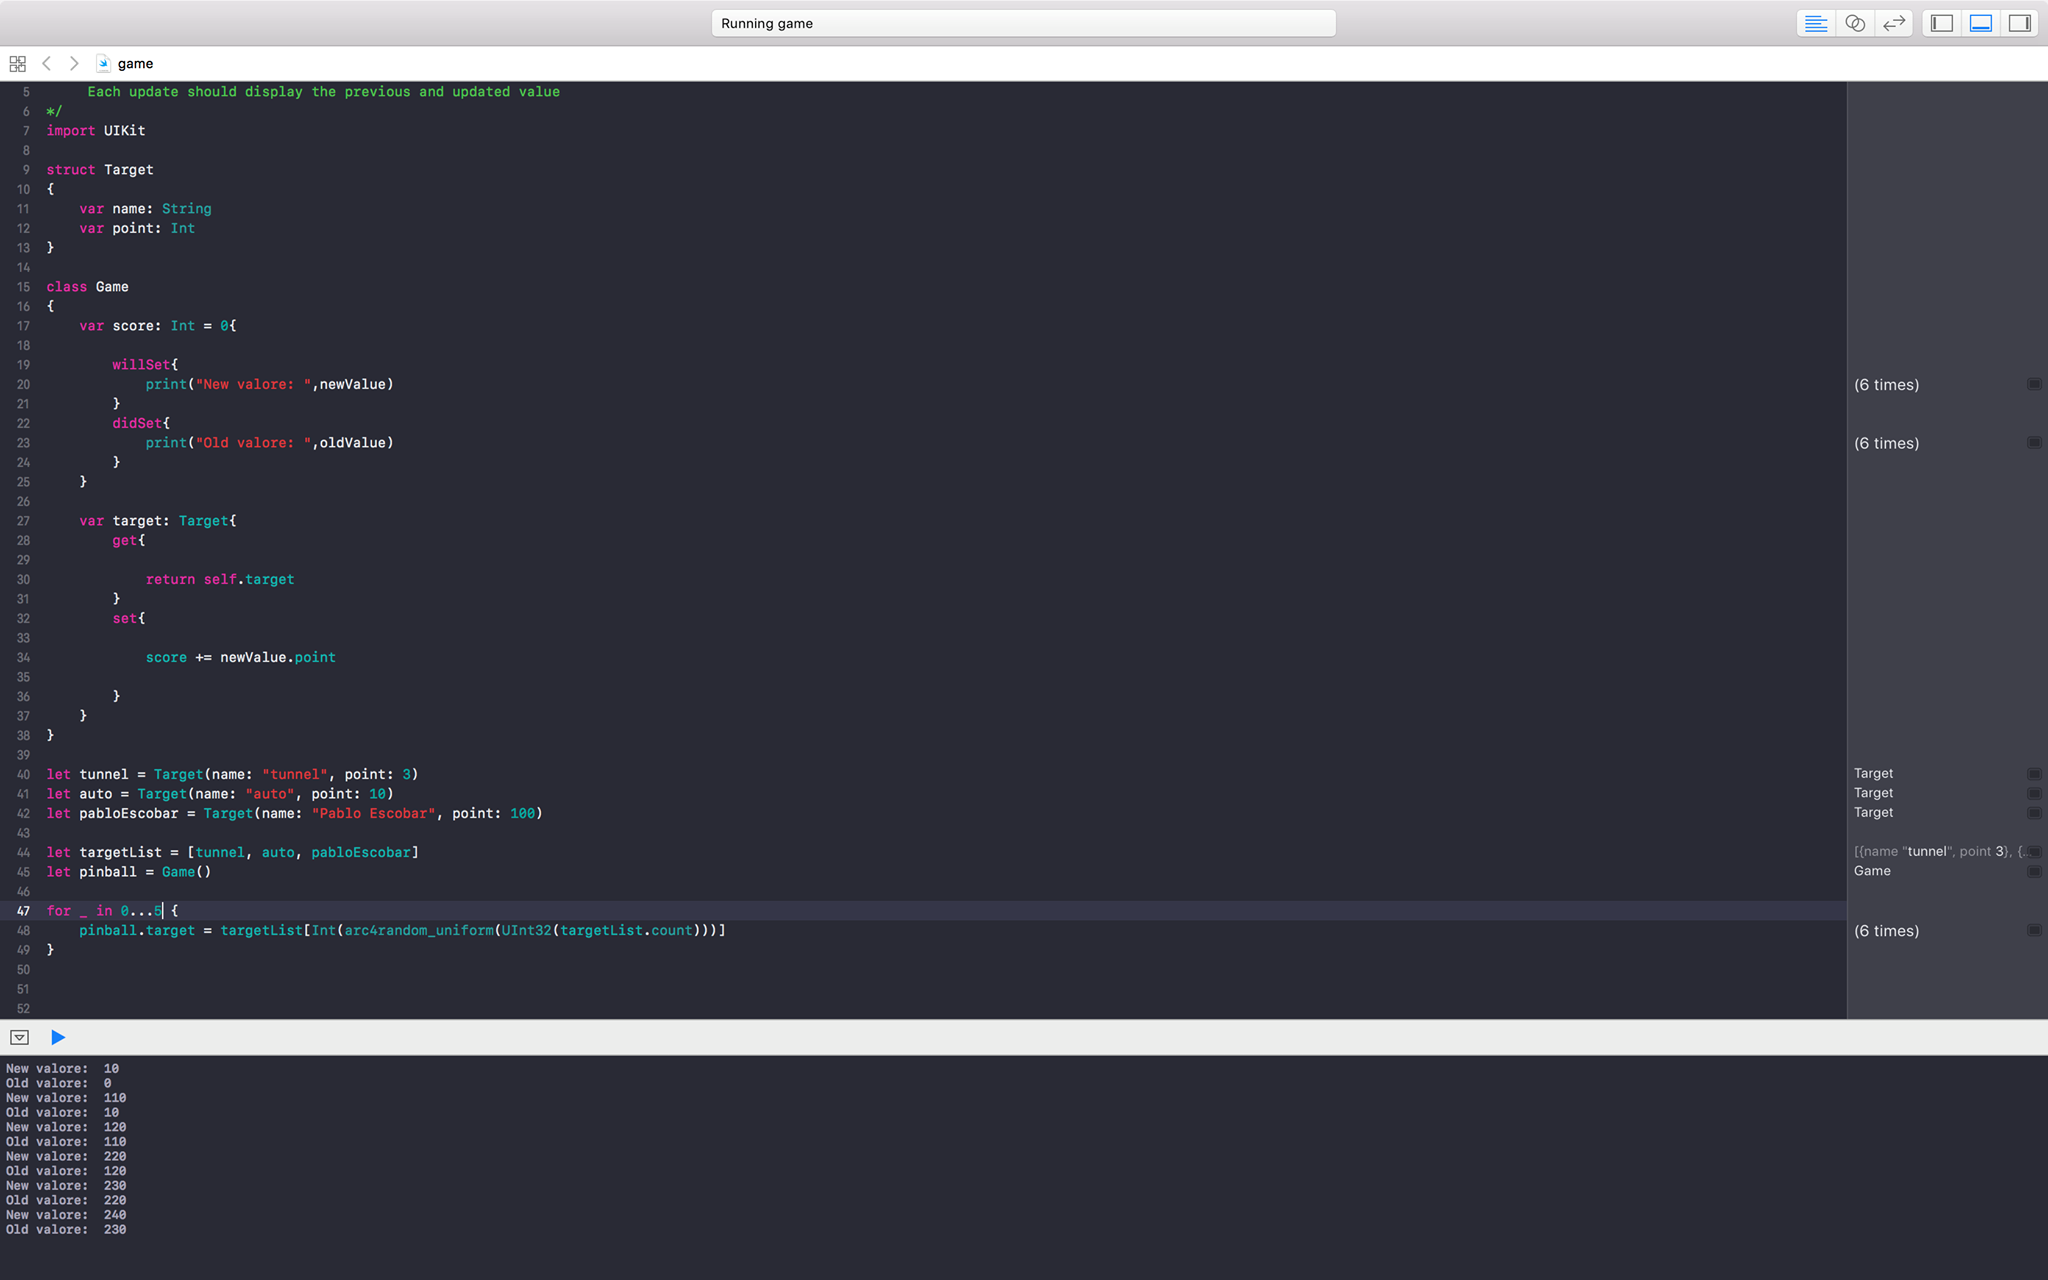 Running game
game
5 Each update should display the previous and updated value
6 */
7 import UIKit
8
9 struct Target
10 {
11 var name: String
12 var point: Int
13 }
14
15 class Game
16 {
17 var score: Int = 0{
18
19 willSet{
20 print("New valore: ",newValue) (6 times)
21 }
22 didSet{
23 print("Old valore: ",oldValue) (6 times)
24 }
25 }
26
27 var target: Target{
28 get{
29
30 return self.target
31 }
32 set{
33
34 score += newValue.point
35
36 }
37 }
38 }
39
40 let tunnel = Target(name: "tunnel", point: 3) Target
41 let auto = Target(name: "auto", point: 10) Target
42 let pabloEscobar = Target(name: "Pablo Escobar", point: 100) Target
43
44 let targetList = [tunnel, auto, pabloEscobar] [{name "tunnel", point 3}, {...
45 let pinball = Game() Game
46
47 for _ in 0...5 {
48 pinball.target = targetList[Int(arc4random_uniform(UInt32(targetList.count)))] (6 times)
49 }
50
51
52
New valore: 10
Old valore: 0
New valore: 110
Old valore: 10
New valore: 120
Old valore: 110
New valore: 220
Old valore: 120
New valore: 230
Old valore: 220
New valore: 240
Old valore: 230